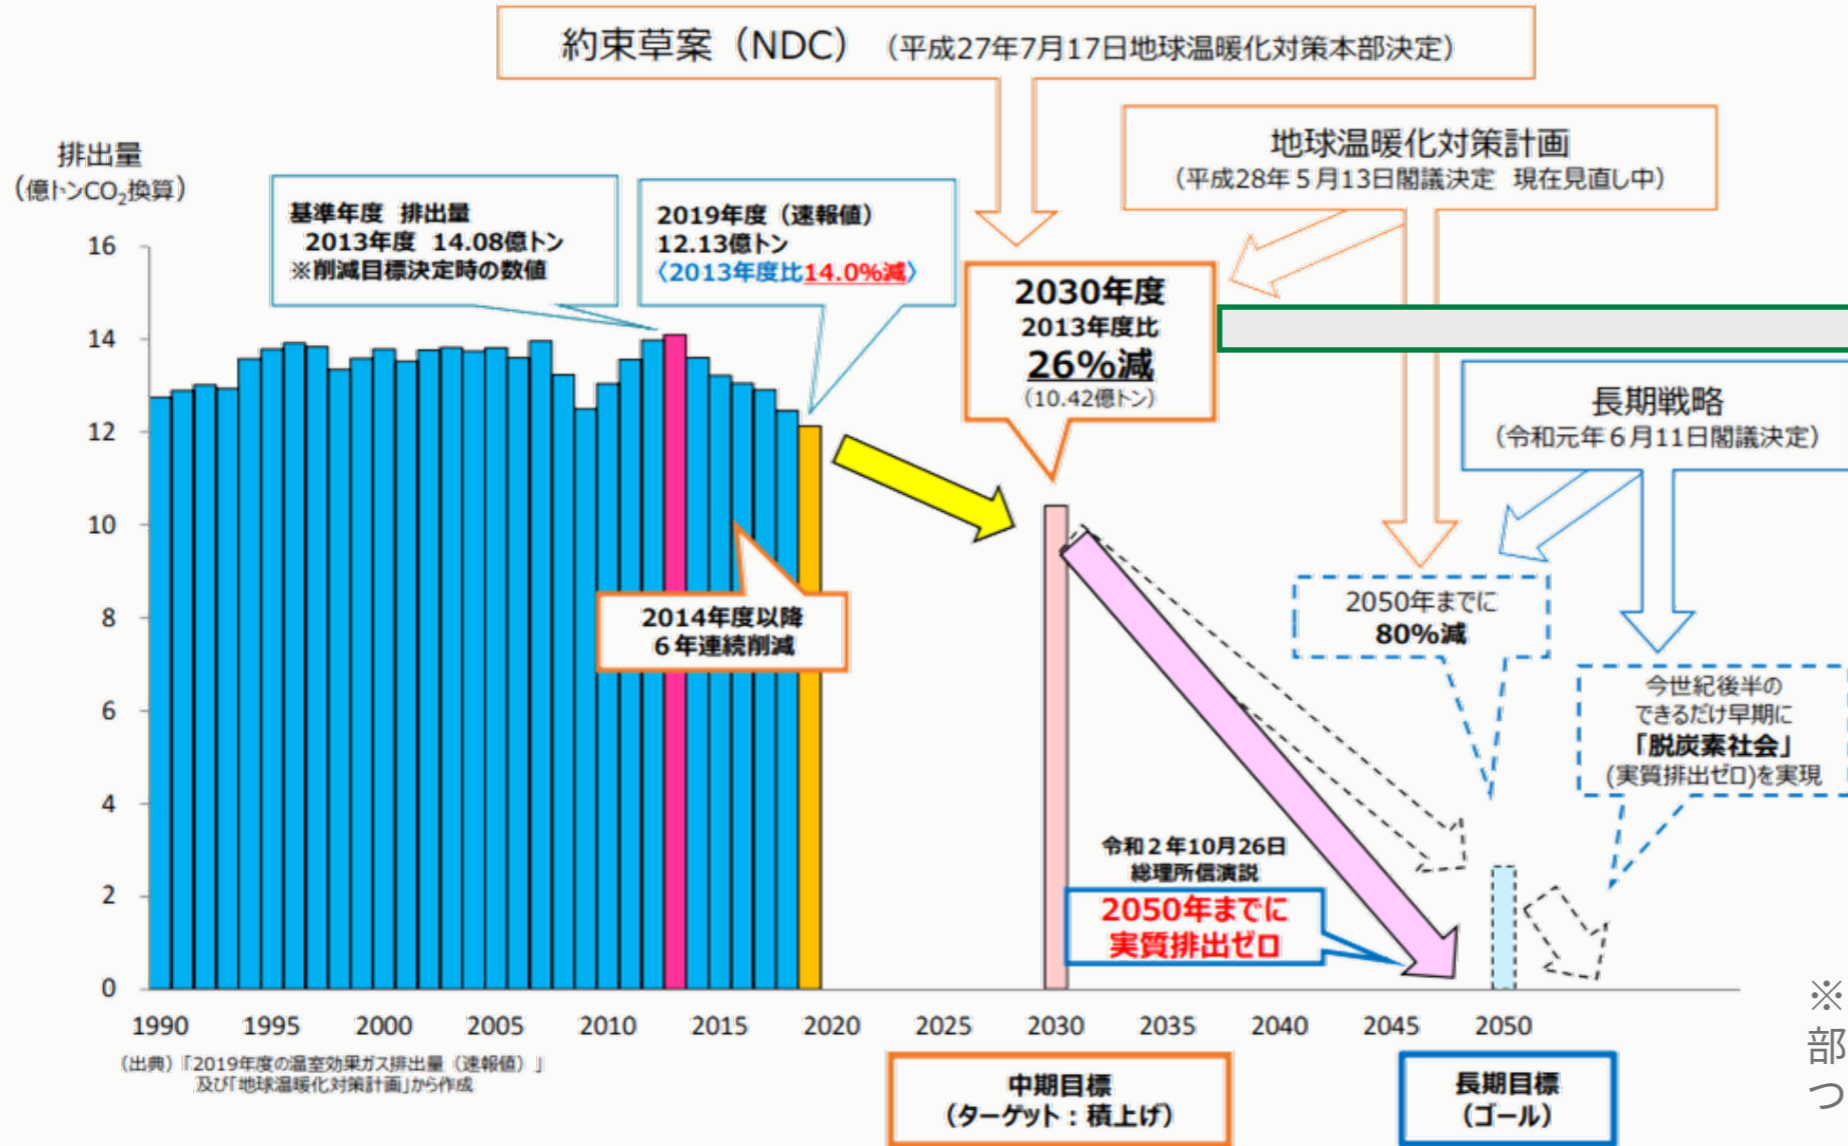 約束草案（NDC）（平成27年7月17日地球温暖化対策本部決定）
地球温暖化対策計画
（平成28年５月13日閣議決定 現在見直し中）
排出量
（億トンCO₂換算）
基準年度 排出量
2013年度 14.08億トン
※削減目標決定時の数値
2019年度（速報値）
12.13億トン
〈2013年度比14.0%減〉
2030年度
2013年度比
26%減
（10.42億トン）
長期戦略
（令和元年６月11日閣議決定）
16
14
12
10
8
6
4
2
0
2014年度以降
６年連続削減
2050年までに
80%減
今世紀後半の
できるだけ早期に
「脱炭素社会」
(実質排出ゼロ)を実現
令和２年10月26日
総理所信演説
2050年までに
実質排出ゼロ
1990 1995 2000 2005 2010 2015 2020 2025 2030 2035 2040 2045 2050
（出典）「2019年度の温室効果ガス排出量（速報値）」
及び「地球温暖化対策計画」から作成
中期目標
（ターゲット：積上げ）
長期目標
（ゴール）
※
部
つ